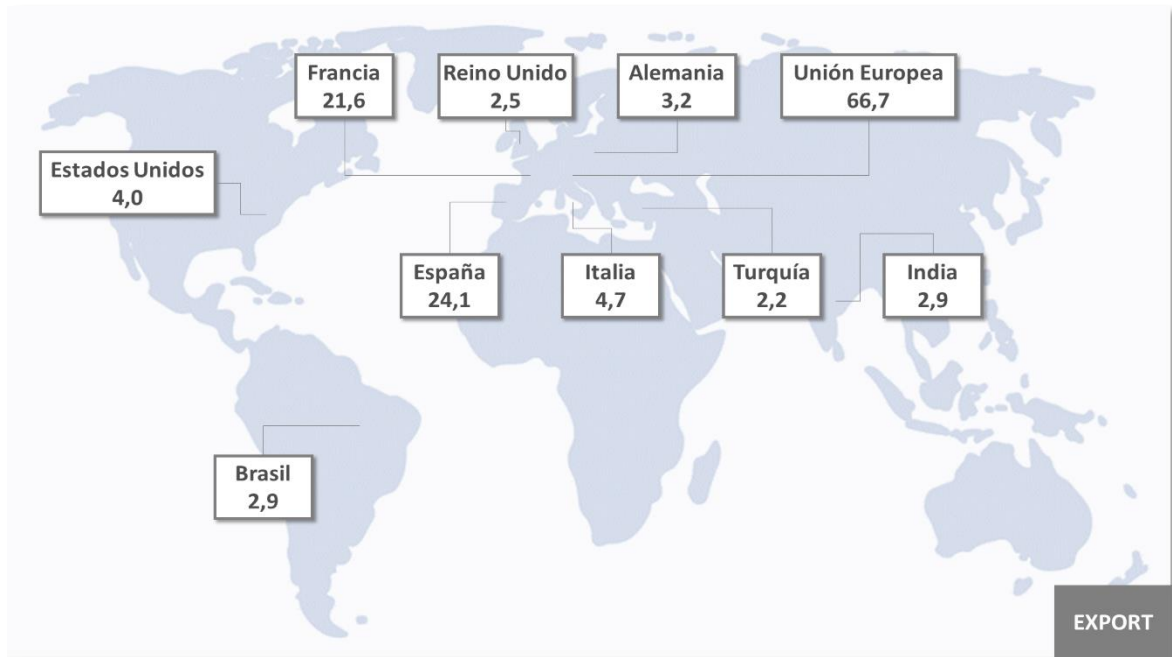 Francia
21,6
Reino Unido
2,5
Alemania
3,2
Unión Europea
66,7
Estados Unidos
4,0
España
24,1
Italia
4,7
Turquía
2,2
India
2,9
Brasil
2,9
EXPORT